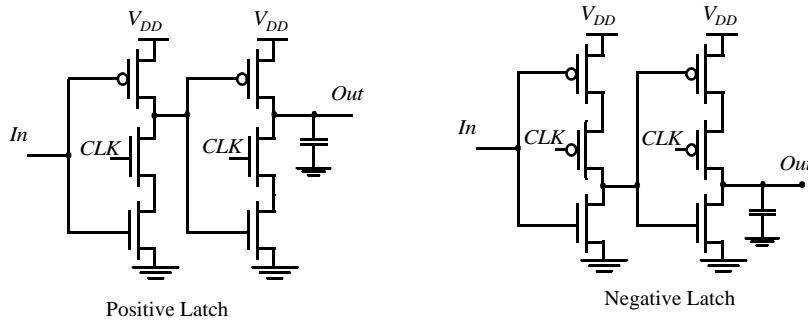 V_DD V_DD
V_DD V_DD
In CLK CLK Out
In CLK CLK Out
Positive Latch
Negative Latch